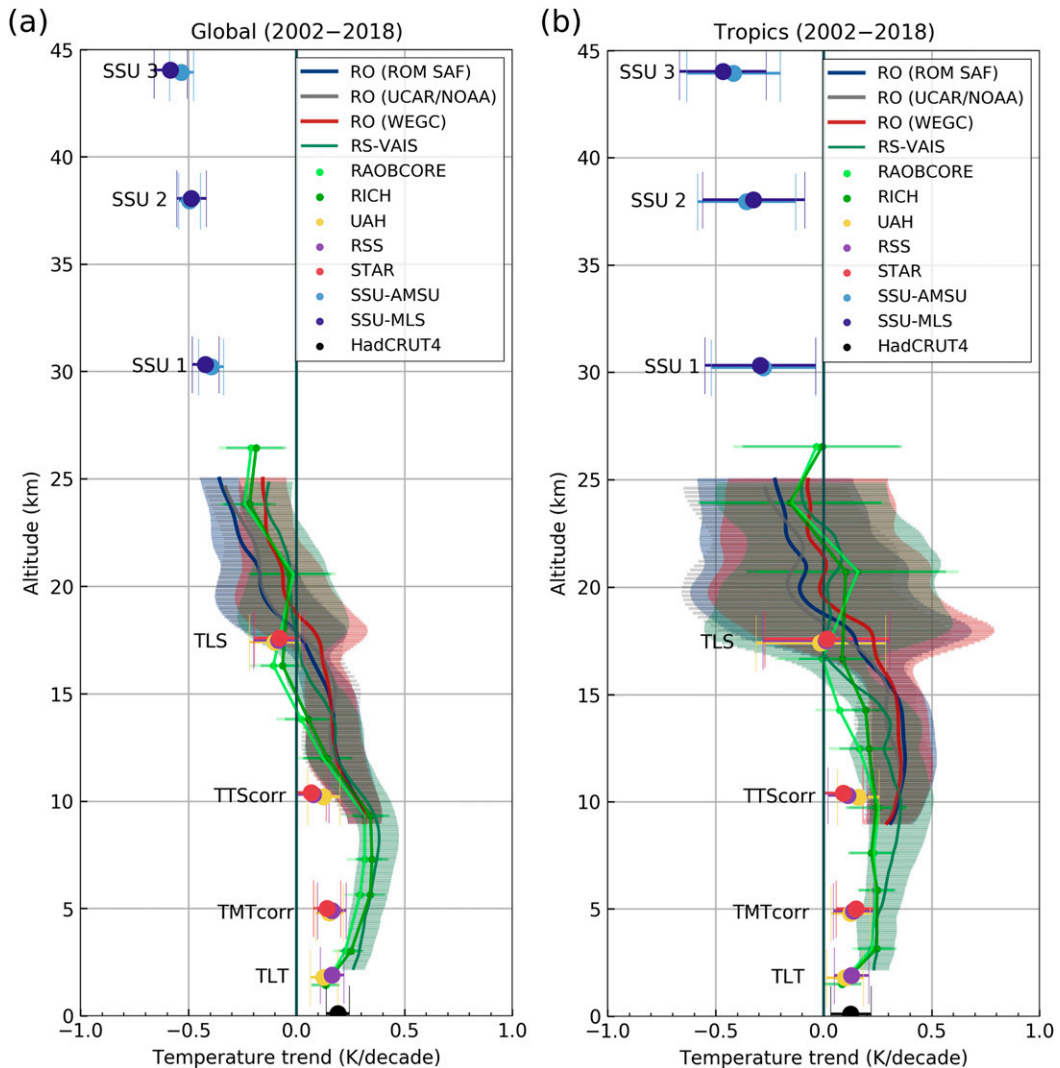 (a)
Global (2002−2018)
45
40
35
30
25
20
15
10
5
0
Altitude (km)
SSU 3
SSU 2
SSU 1
TLS
TTScorr
TMTcorr
TLT
RO (ROM SAF)
RO (UCAR/NOAA)
RO (WEGC)
RS-VAIS
RAOBCORE
RICH
UAH
RSS
STAR
SSU-AMSU
SSU-MLS
HadCRUT4
−1.0 −0.5 0.0 0.5 1.0
Temperature trend (K/decade)
(b)
Tropics (2002−2018)
45
40
35
30
25
20
15
10
5
0
Altitude (km)
SSU 3
SSU 2
SSU 1
TLS
TTScorr
TMTcorr
TLT
RO (ROM SAF)
RO (UCAR/NOAA)
RO (WEGC)
RS-VAIS
RAOBCORE
RICH
UAH
RSS
STAR
SSU-AMSU
SSU-MLS
HadCRUT4
−1.0 −0.5 0.0 0.5 1.0
Temperature trend (K/decade)